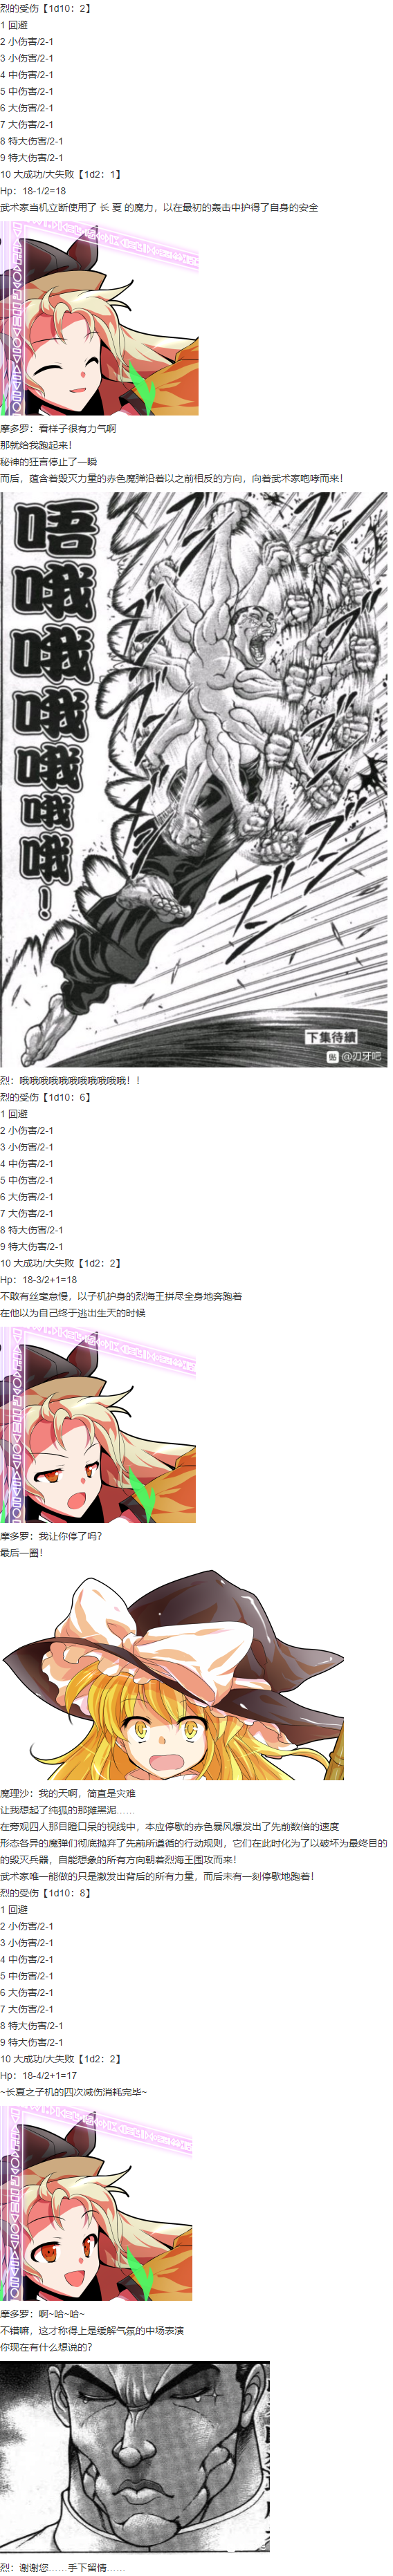 烈的受伤【1d10：2】
1 回避
2 小伤害/2-1
3 小伤害/2-1
4 中伤害/2-1
5 中伤害/2-1
6 大伤害/2-1
7 大伤害/2-1
8 特大伤害/2-1
9 特大伤害/2-1
10 大成功/大失败【1d2：1】
Hp：18-1/2=18
武术家当机立断使用了 长 夏 的魔力，以在最初的轰击中护得了自身的安全
摩多罗：看样子很有力气啊
那就给我跑起来！
秘神的狂言停止了一瞬
而后，蕴含着毁灭力量的赤色魔弹沿着以之前相反的方向，向着武术家咆哮而来！
唔哦哦哦哦哦哦！
下集待續
贴 @刃牙吧
烈：哦哦哦哦哦哦哦哦哦哦哦！！
烈的受伤【1d10：6】
1 回避
2 小伤害/2-1
3 小伤害/2-1
4 中伤害/2-1
5 中伤害/2-1
6 大伤害/2-1
7 大伤害/2-1
8 特大伤害/2-1
9 特大伤害/2-1
10 大成功/大失败【1d2：2】
Hp：18-3/2+1=18
不敢有丝毫怠慢，以子机护身的烈海王拼尽全身地奔跑着
在他以为自己终于逃出生天的时候
摩多罗：我让你停了吗？
最后一圈！
魔理沙：我的天啊，简直是灾难
让我想起了纯狐的那摊黑泥……
在旁观四人那目瞪口呆的视线中，本应停歇的赤色暴风爆发出了先前数倍的速度
形态各异的魔弹们彻底抛弃了先前所遵循的行动规则，它们在此时化为了以破坏为最终目的
的毁灭兵器，自能想象的所有方向朝着烈海王围攻而来！
武术家唯一能做的只是激发出背后的所有力量，而后未有一刻停歇地跑着！
烈的受伤【1d10：8】
1 回避
2 小伤害/2-1
3 小伤害/2-1
4 中伤害/2-1
5 中伤害/2-1
6 大伤害/2-1
7 大伤害/2-1
8 特大伤害/2-1
9 特大伤害/2-1
10 大成功/大失败【1d2：2】
Hp：18-4/2+1=17
~长夏之子机的四次减伤消耗完毕~
摩多罗：啊~哈~哈~
不错嘛，这才称得上是缓解气氛的中场表演
你现在有什么想说的？
烈：谢谢您……手下留情……